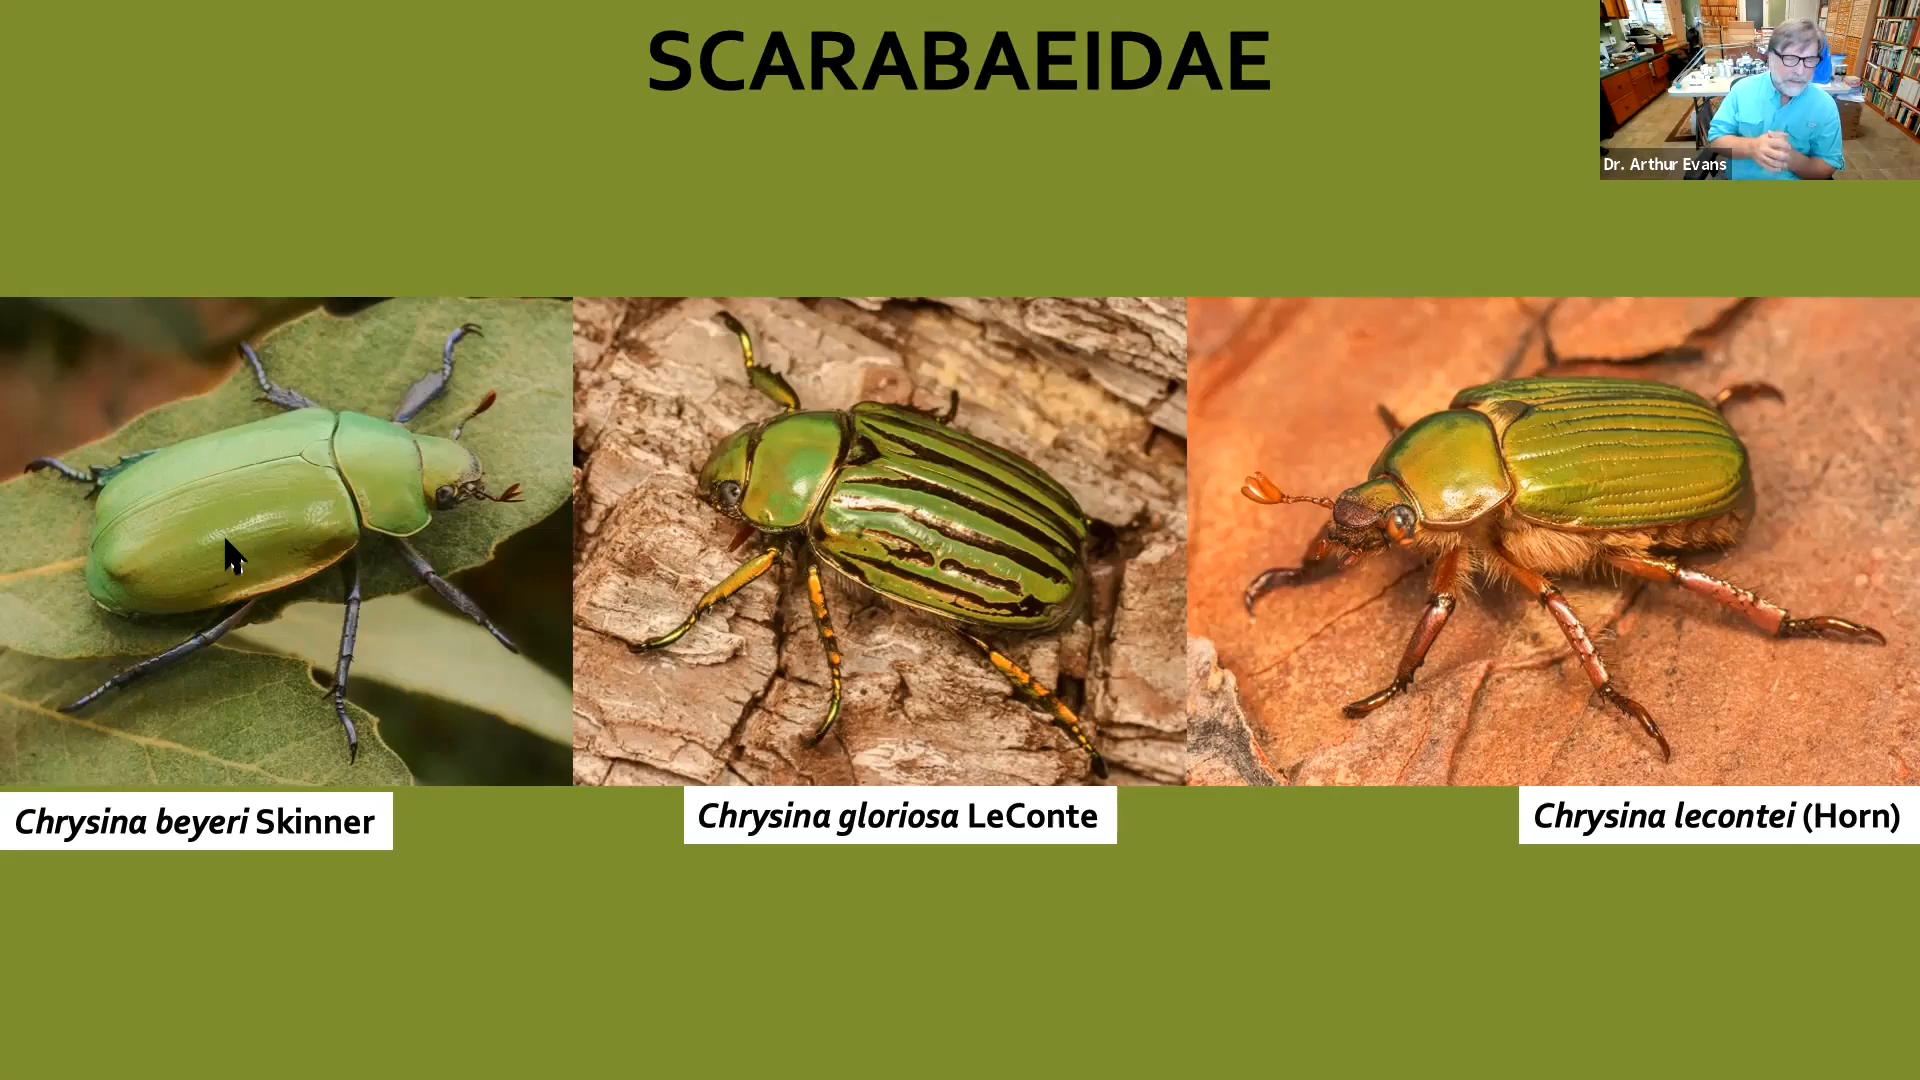 SCARABAEIDAE
Dr. Arthur Evans
Chrysina beyeri Skinner
Chrysina gloriosa LeConte
Chrysina lecontei (Horn)